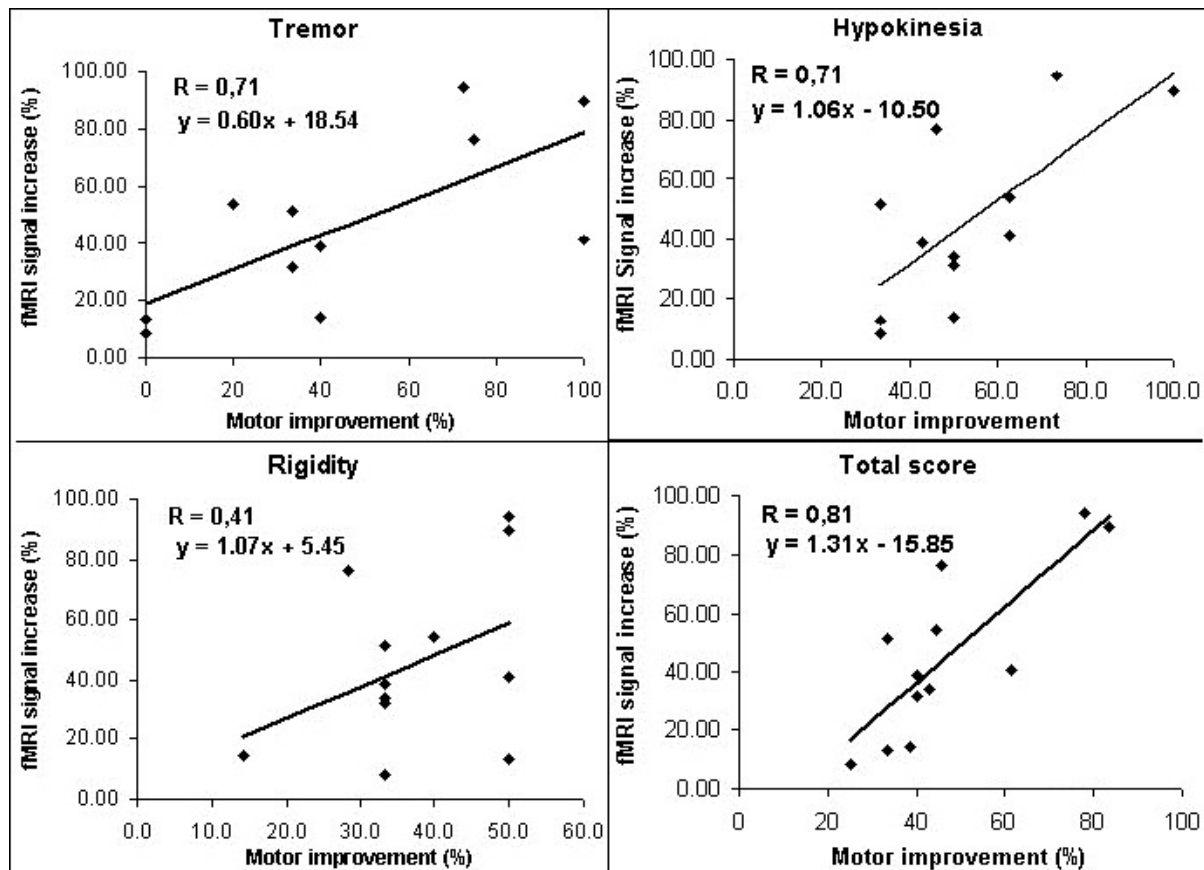 Tremor
100.00
80.00
60.00
40.00
20.00
0.00
fMRI signal increase (%)
R = 0,71
y = 0.60x + 18.54
0 20 40 60 80 100
Motor improvement (%)
Hypokinesia
100.00
80.00
60.00
40.00
20.00
0.00
fMRI Signal increase (%)
R = 0,71
y = 1.06x - 10.50
0.0 20.0 40.0 60.0 80.0 100.0
Motor improvement
Rigidity
100.00
80.00
60.00
40.00
20.00
0.00
fMRI signal increase (%)
R = 0,41
y = 1.07x + 5.45
0.0 10.0 20.0 30.0 40.0 50.0 60.0
Motor improvement (%)
Total score
100.00
80.00
60.00
40.00
20.00
0.00
fMRI signal increase (%)
R = 0,81
y = 1.31x - 15.85
0 20 40 60 80 100
Motor improvement (%)